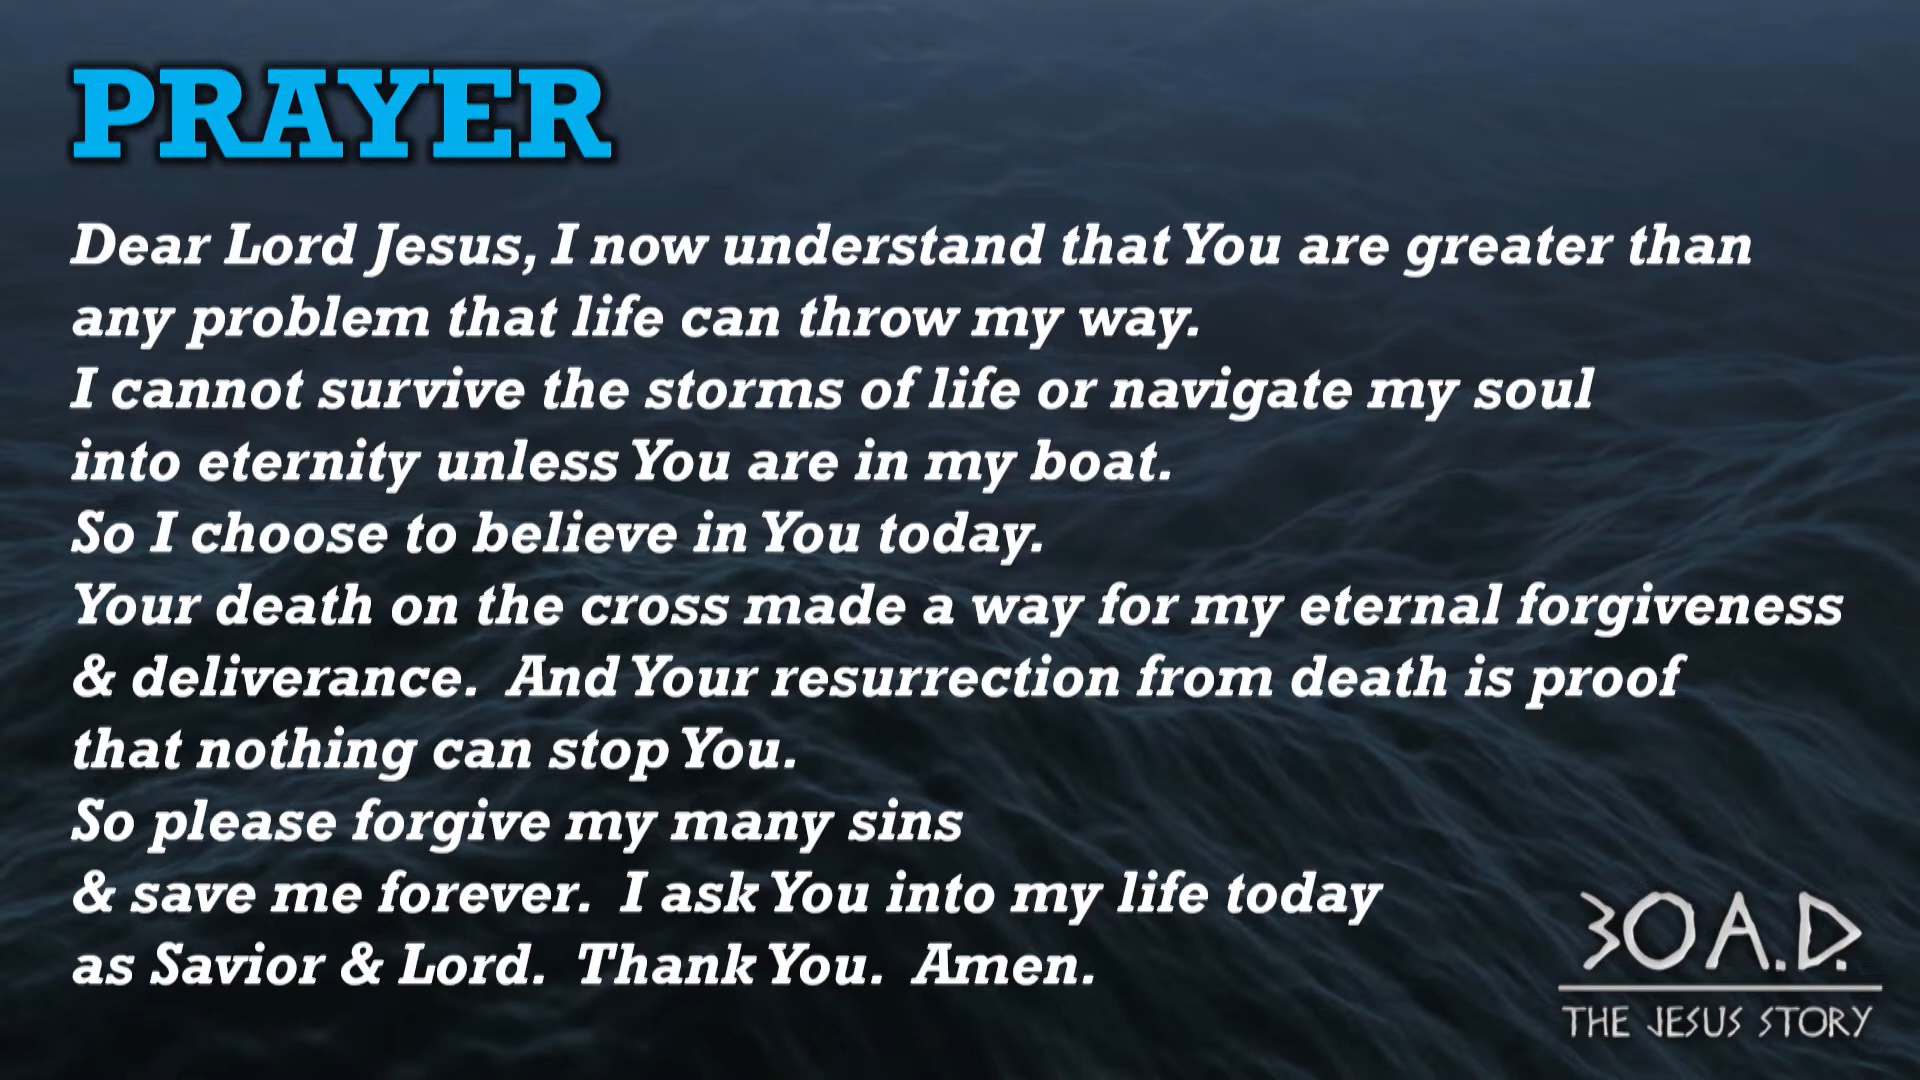 PRAYER
Dear Lord Jesus, I now understand that You are greater than
any problem that life can throw my way.
I cannot survive the storms of life or navigate my soul
into eternity unless You are in my boat.
So I choose to believe in You today.
Your death on the cross made a way for my eternal forgiveness
& deliverance.  And Your resurrection from death is proof
that nothing can stop You.
So please forgive my many sins
& save me forever.  I ask You into my life today
as Savior & Lord.  Thank You.  Amen.
30 A.D.
THE JESUS STORY